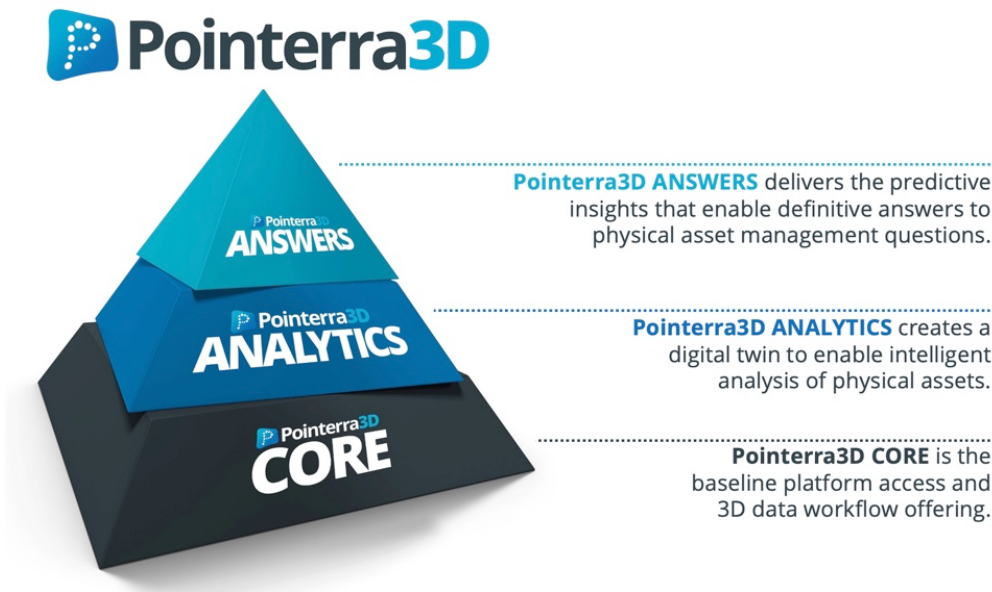 Pointerra3D
Pointerra3D
ANSWERS
Pointerra3D ANSWERS delivers the predictive
insights that enable definitive answers to
physical asset management questions.
Pointerra3D
ANALYTICS
Pointerra3D ANALYTICS creates a
digital twin to enable intelligent
analysis of physical assets.
Pointerra3D
CORE
Pointerra3D CORE is the
baseline platform access and
3D data workflow offering.